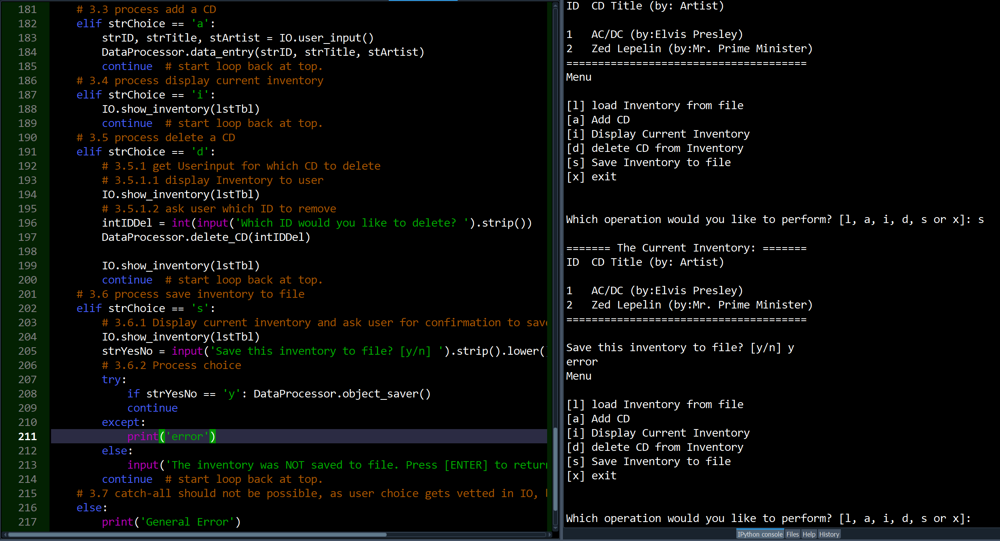 181     # 3.3 process add a CD
182     elif strChoice == 'a':
183         strID, strTitle, stArtist = IO.user_input()
184         DataProcessor.data_entry(strID, strTitle, stArtist)
185         continue  # start loop back at top.
186     # 3.4 process display current inventory
187     elif strChoice == 'i':
188         IO.show_inventory(lstTbl)
189         continue  # start loop back at top.
190     # 3.5 process delete a CD
191     elif strChoice == 'd':
192         # 3.5.1 get Userinput for which CD to delete
193         # 3.5.1.1 display Inventory to user
194         IO.show_inventory(lstTbl)
195         # 3.5.1.2 ask user which ID to remove
196         intIDDel = int(input('Which ID would you like to delete? ').strip())
197         DataProcessor.delete_CD(intIDDel)
198
199         IO.show_inventory(lstTbl)
200         continue  # start loop back at top.
201     # 3.6 process save inventory to file
202     elif strChoice == 's':
203         # 3.6.1 Display current inventory and ask user for confirmation to save
204         IO.show_inventory(lstTbl)
205         strYesNo = input('Save this inventory to file? [y/n] ').strip().lower(
206         # 3.6.2 Process choice
207         try:
208             if strYesNo == 'y': DataProcessor.object_saver()
209             continue
210         except:
211             print('error')
212         else:
213             input('The inventory was NOT saved to file. Press [ENTER] to return
214         continue  # start loop back at top.
215     # 3.7 catch-all should not be possible, as user choice gets vetted in IO,
216     else:
217         print('General Error')
ID  CD Title (by: Artist)
1   AC/DC (by:Elvis Presley)
2   Zed Lepelin (by:Mr. Prime Minister)
======================================
Menu
[l] load Inventory from file
[a] Add CD
[i] Display Current Inventory
[d] delete CD from Inventory
[s] Save Inventory to file
[x] exit
Which operation would you like to perform? [l, a, i, d, s or x]: s
======= The Current Inventory: =======
ID  CD Title (by: Artist)
1   AC/DC (by:Elvis Presley)
2   Zed Lepelin (by:Mr. Prime Minister)
======================================
Save this inventory to file? [y/n] y
error
Menu
[l] load Inventory from file
[a] Add CD
[i] Display Current Inventory
[d] delete CD from Inventory
[s] Save Inventory to file
[x] exit
Which operation would you like to perform? [l, a, i, d, s or x]:
IPython console Files Help History